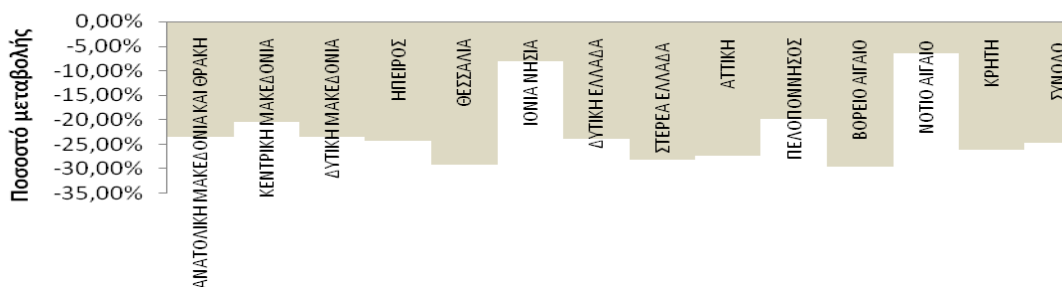 Ποσοστό μεταβολής
0,00%
-5,00%
-10,00%
-15,00%
-20,00%
-25,00%
-30,00%
-35,00%
ΑΝΑΤΟΛΙΚΗ ΜΑΚΕΔΟΝΙΑ ΚΑΙ ΘΡΑΚΗ
ΚΕΝΤΡΙΚΗ ΜΑΚΕΔΟΝΙΑ
ΔΥΤΙΚΗ ΜΑΚΕΔΟΝΙΑ
ΗΠΕΙΡΟΣ
ΘΕΣΣΑΛΙΑ
ΙΟΝΙΑ ΝΗΣΙΑ
ΔΥΤΙΚΗ ΕΛΛΑΔΑ
ΣΤΕΡΕΑ ΕΛΛΑΔΑ
ΑΤΤΙΚΗ
ΠΕΛΟΠΟΝΝΗΣΟΣ
ΒΟΡΕΙΟ ΑΙΓΑΙΟ
ΝΟΤΙΟ ΑΙΓΑΙΟ
ΚΡΗΤΗ
ΣΥΝΟΛΟ